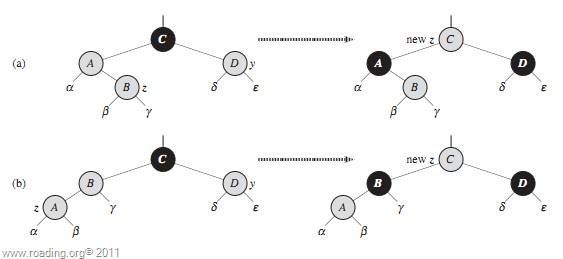 C new z C
(a) A D y A D
α B z δ ε α B δ ε
β γ β γ
C new z C
(b) B D y B D
z A γ δ ε A γ δ ε
α β α β
www.roading.org© 2011